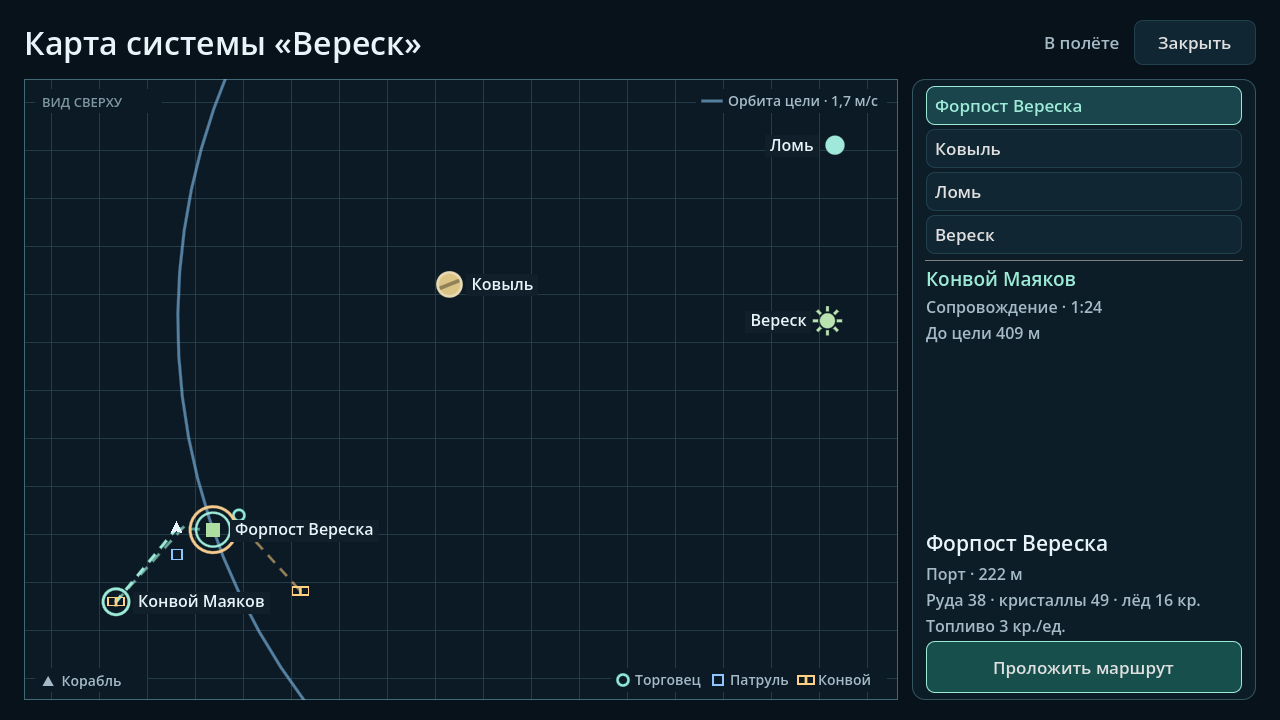 Карта системы «Вереск»
В полёте
Закрыть
ВИД СВЕРХУ
Орбита цели · 1,7 м/с
Ломь
Ковыль
Вереск
Форпост Вереска
Конвой Маяков
Корабль
Торговец
Патруль
Конвой
Форпост Вереска
Ковыль
Ломь
Вереск
Конвой Маяков
Сопровождение · 1:24
До цели 409 м
Форпост Вереска
Порт · 222 м
Руда 38 · кристаллы 49 · лёд 16 кр.
Топливо 3 кр./ед.
Проложить маршрут